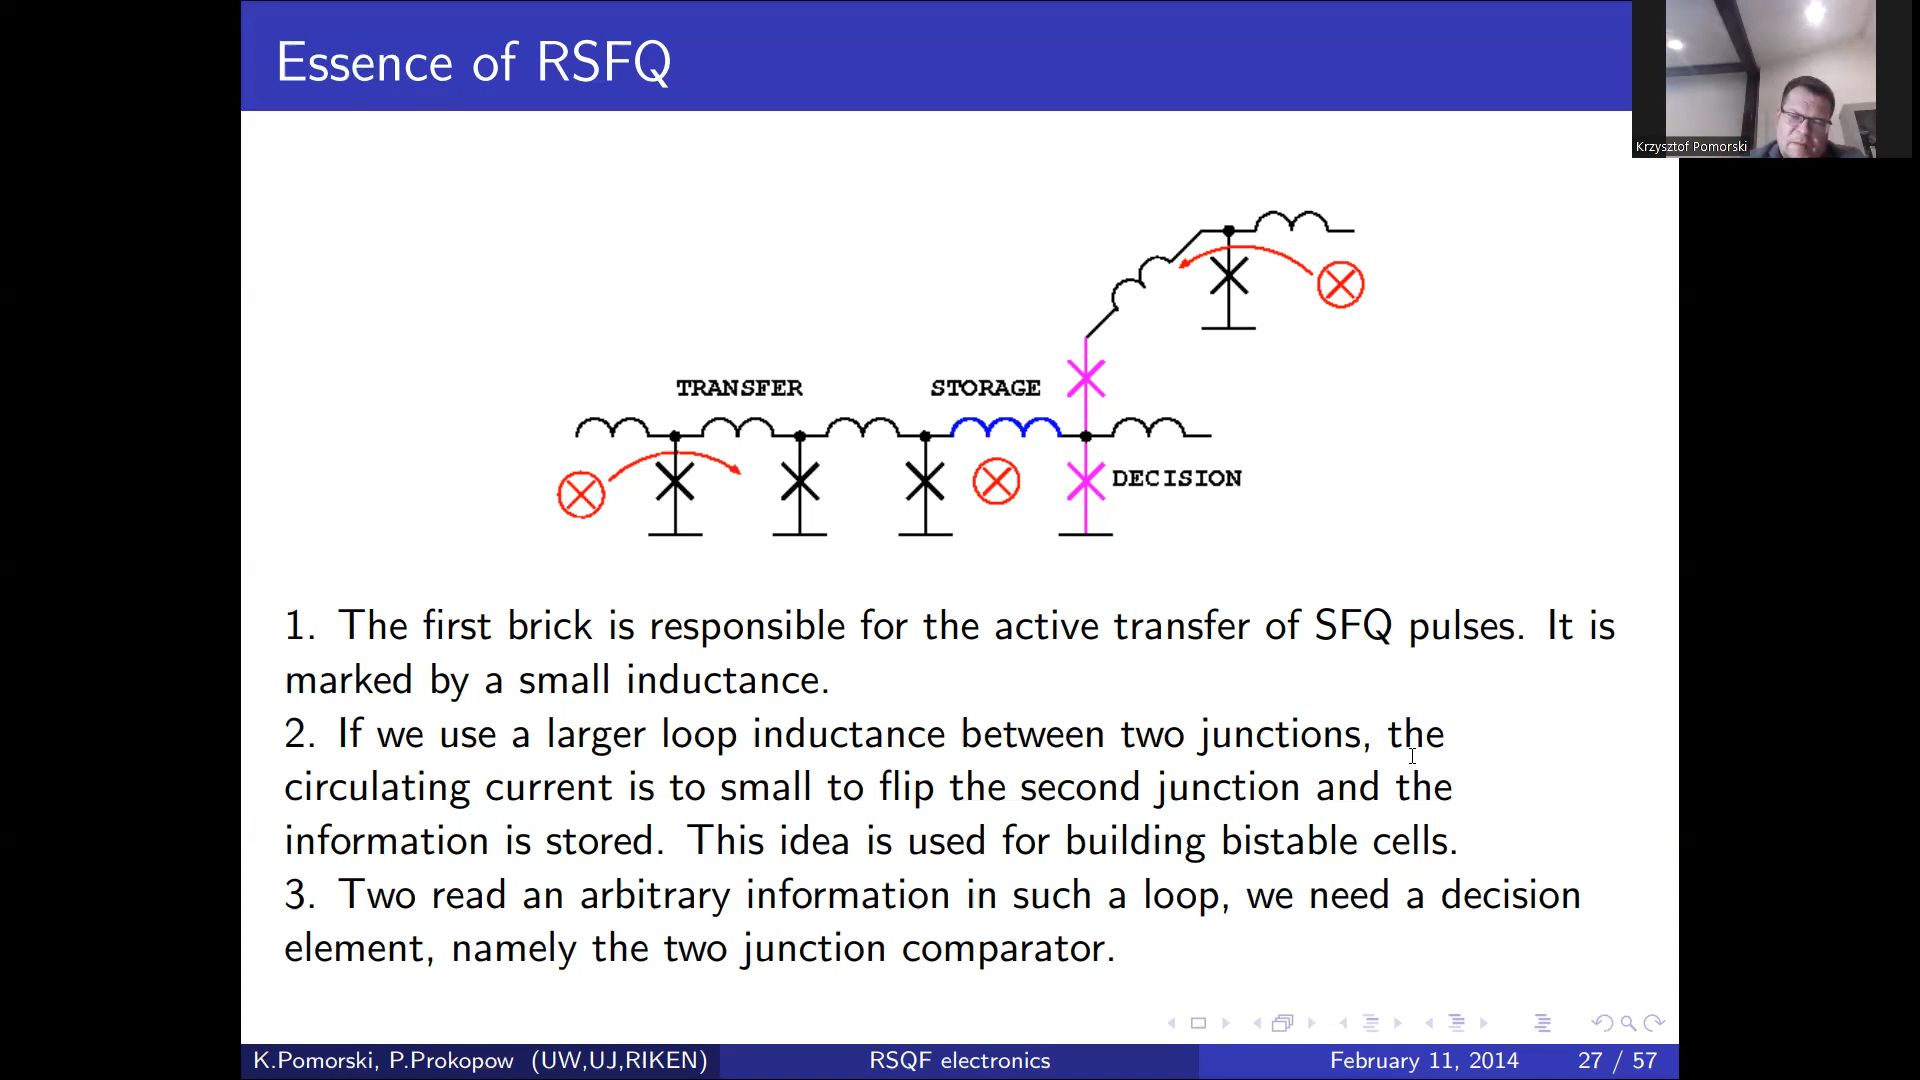 Essence of RSFQ
Krzysztof Pomorski
TRANSFER
STORAGE
DECISION
1. The first brick is responsible for the active transfer of SFQ pulses. It is
marked by a small inductance.
2. If we use a larger loop inductance between two junctions, the
circulating current is to small to flip the second junction and the
information is stored. This idea is used for building bistable cells.
3. Two read an arbitrary information in such a loop, we need a decision
element, namely the two junction comparator.
K.Pomorski, P.Prokopow (UW,UJ,RIKEN)
RSQF electronics
February 11, 2014
27 / 57